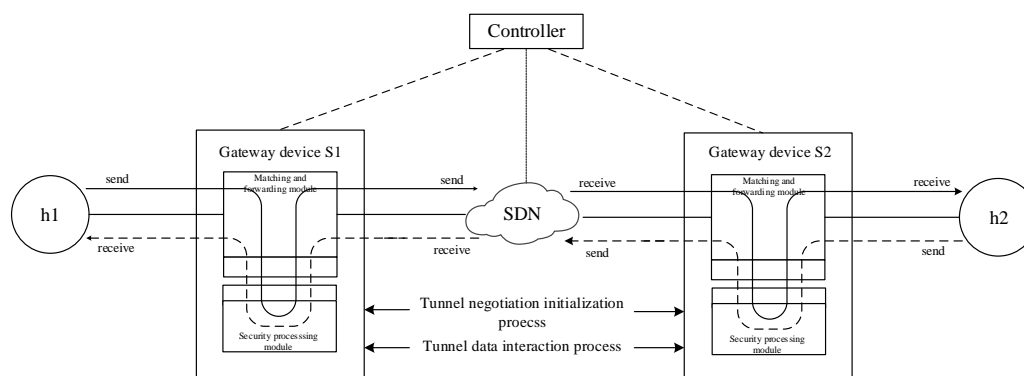 Controller
Gateway device S1
Gateway device S2
send
Matching and
forwarding module
send
receive
Matching and
forwarding module
receive
h1
SDN
h2
receive
receive
send
send
Tunnel negotiation initialization
proecss
Security processsing
module
Security processsing
module
Tunnel data interaction process